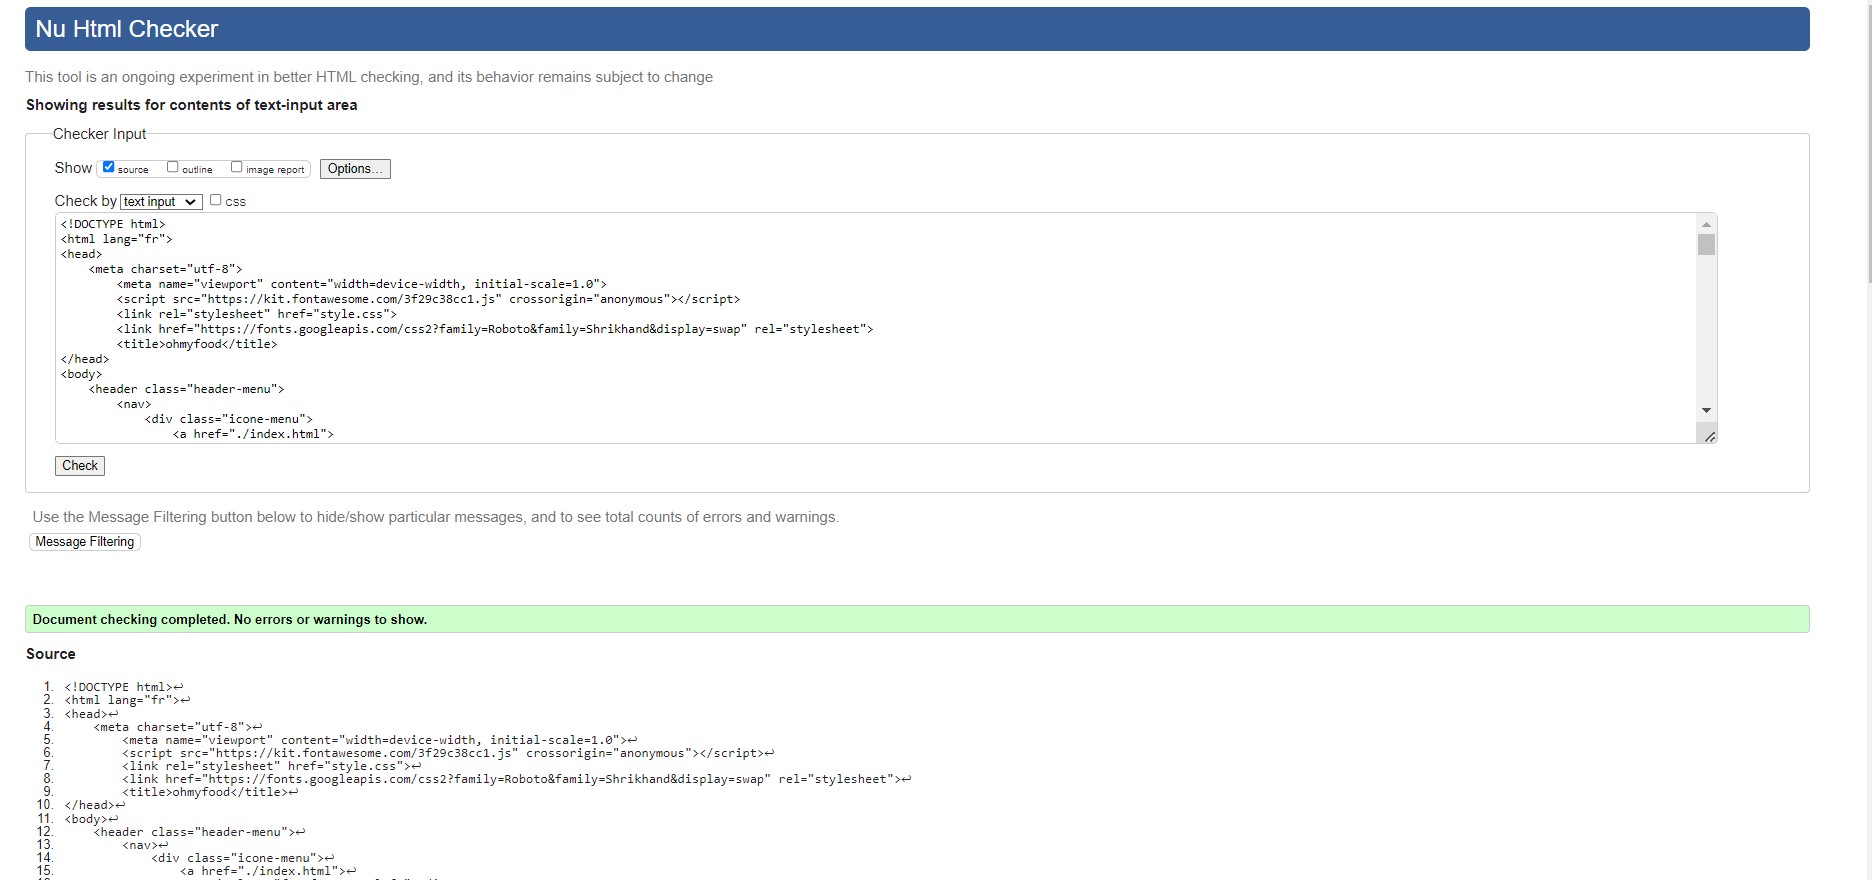 Nu Html Checker
This tool is an ongoing experiment in better HTML checking, and its behavior remains subject to change
Showing results for contents of text-input area
Checker Input
Show source outline image report Options...
Check by text input css
<!DOCTYPE html>
<html lang="fr">
<head>
    <meta charset="utf-8">
        <meta name="viewport" content="width=device-width, initial-scale=1.0">
        <script src="https://kit.fontawesome.com/3f29c38cc1.js" crossorigin="anonymous"></script>
        <link rel="stylesheet" href="style.css">
        <link href="https://fonts.googleapis.com/css2?family=Roboto&family=Shrikhand&display=swap" rel="stylesheet">
        <title>ohmyfood</title>
</head>
<body>
    <header class="header-menu">
        <nav>
            <div class="icone-menu">
                <a href="./index.html">
Check
Use the Message Filtering button below to hide/show particular messages, and to see total counts of errors and warnings.
Message Filtering
Document checking completed. No errors or warnings to show.
Source
1. <!DOCTYPE html>↩
2. <html lang="fr">↩
3. <head>↩
4.     <meta charset="utf-8">↩
5.         <meta name="viewport" content="width=device-width, initial-scale=1.0">↩
6.         <script src="https://kit.fontawesome.com/3f29c38cc1.js" crossorigin="anonymous"></script>↩
7.         <link rel="stylesheet" href="style.css">↩
8.         <link href="https://fonts.googleapis.com/css2?family=Roboto&family=Shrikhand&display=swap" rel="stylesheet">↩
9.         <title>ohmyfood</title>↩
10. </head>↩
11. <body>↩
12.     <header class="header-menu">↩
13.         <nav>↩
14.             <div class="icone-menu">↩
15.                 <a href="./index.html">↩